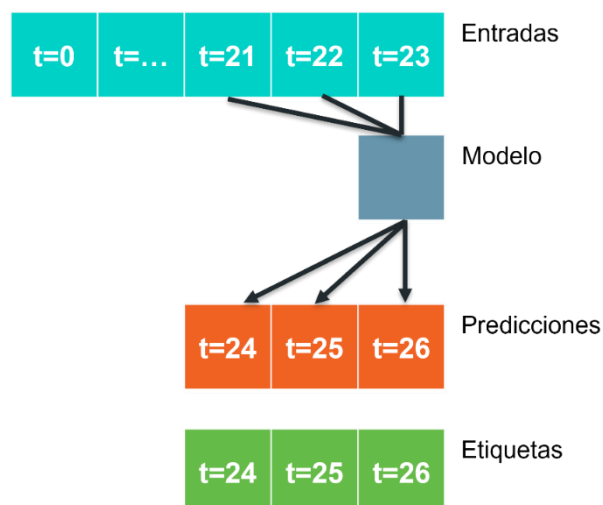 Entradas
t=0 t=... t=21 t=22 t=23
Modelo
Predicciones
t=24 t=25 t=26
Etiquetas
t=24 t=25 t=26